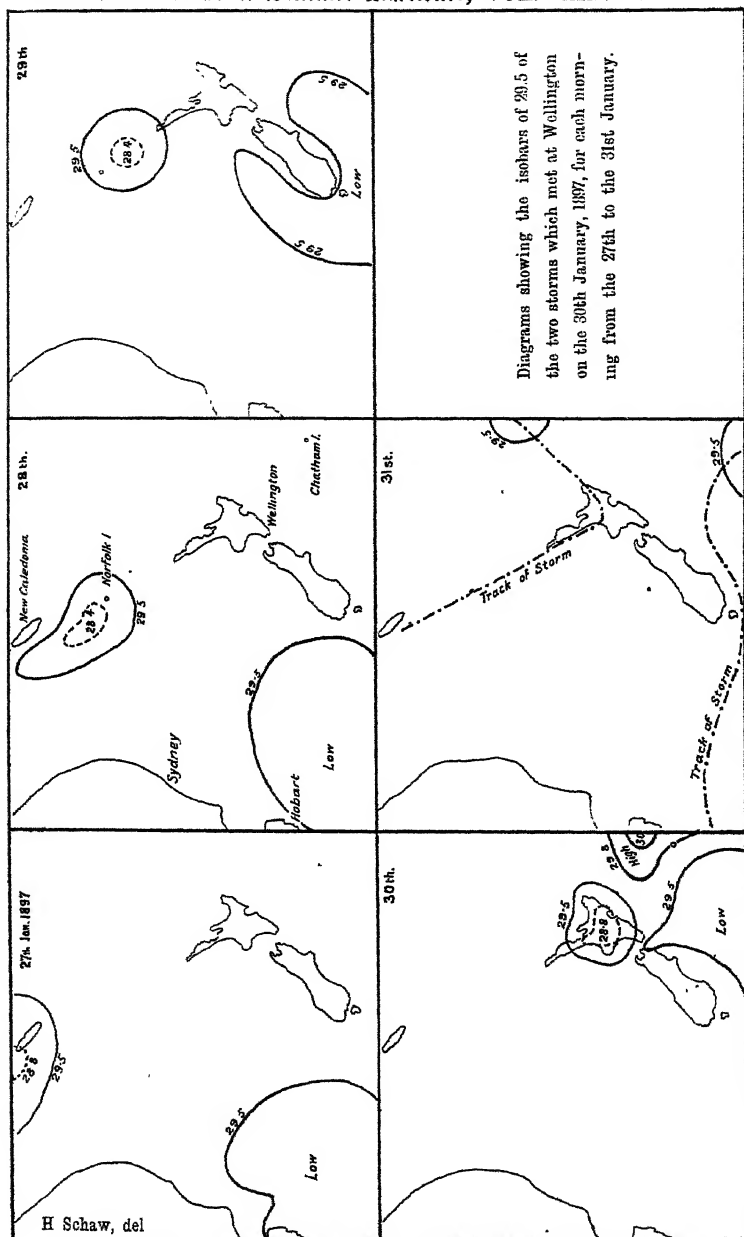 27th Jan. 1897
28.8
29.5
29.5
Low
H Schaw, del
28th.
New Caledonia
Norfolk I
28.4
29.5
Sydney
Wellington
Chatham I.
29.5
Hobart
Low
29th
29.5
28.4
29.5
29.5
Low
30th.
29.5
28.8
29.8
High
30
29.5
Low
31st.
29.5
Track of Storm
Track of Storm
29.5
Diagrams showing the isobars of 29.5 of
the two storms which met at Wellington
on the 30th January, 1897, for each morn-
ing from the 27th to the 31st January.